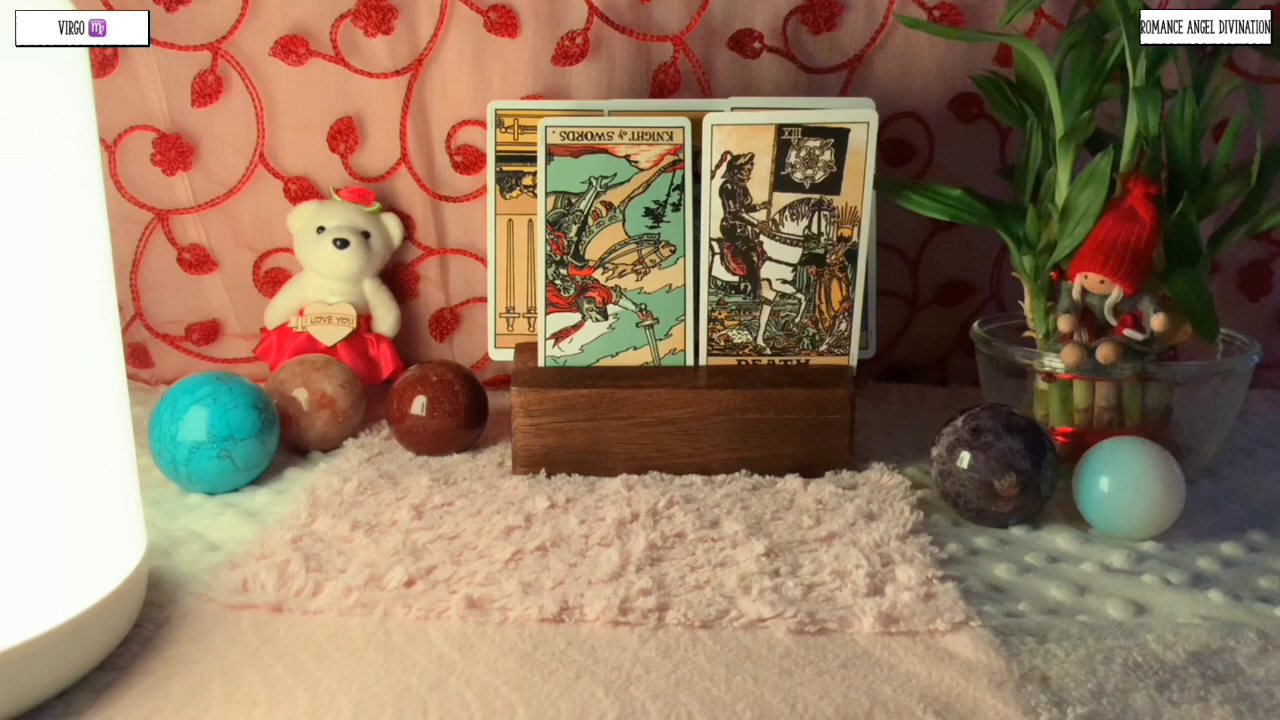 VIRGO ♍
ROMANCE ANGEL DIVINATION
KNIGHT of SWORDS.
XIII
I LOVE YOU
DEATH